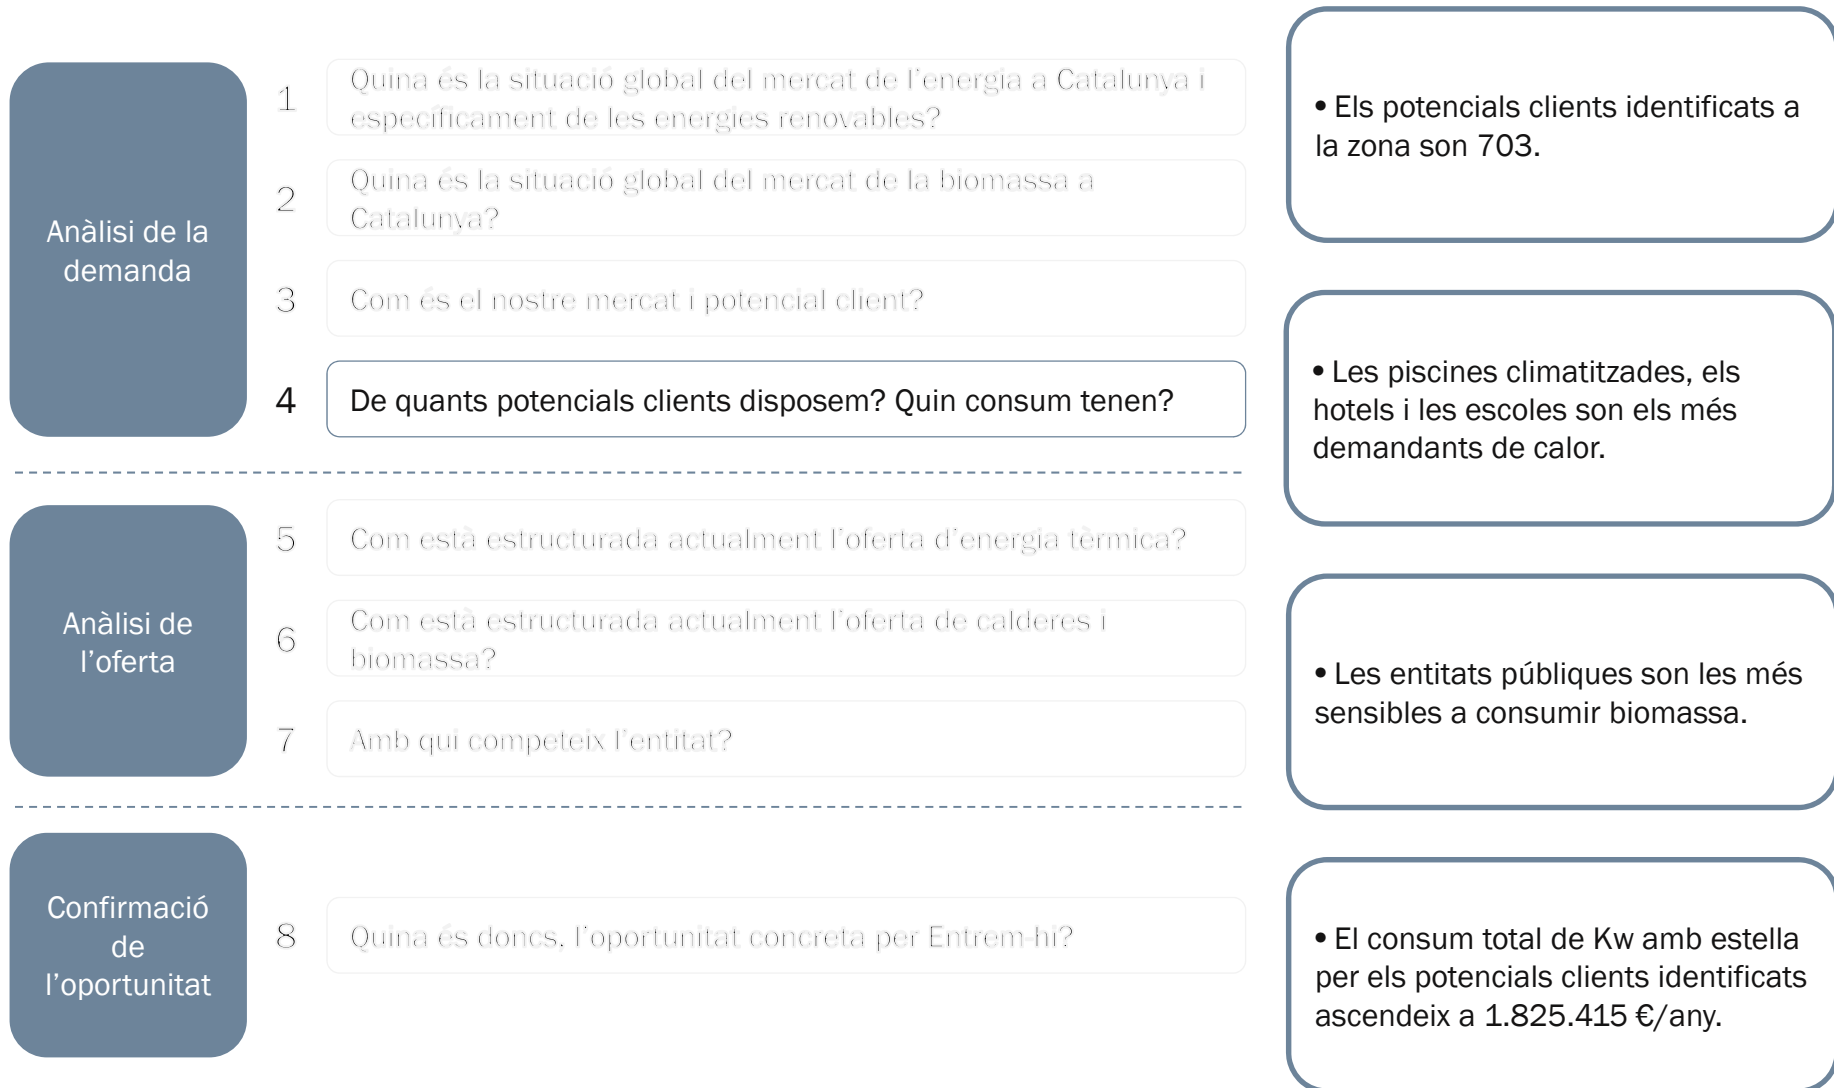 Anàlisi de la
demanda
1
Quina és la situació global del mercat de l'energia a Catalunya i
específicament de les energies renovables?
2
Quina és la situació global del mercat de la biomassa a
Catalunya?
3
Com és el nostre mercat i potencial client?
4
De quants potencials clients disposem? Quin consum tenen?
Anàlisi de
l'oferta
5
Com està estructurada actualment l'oferta d'energia tèrmica?
6
Com està estructurada actualment l'oferta de calderes i
biomassa?
7
Amb qui competeix l'entitat?
Confirmació
de
l'oportunitat
8
Quina és doncs, l'oportunitat concreta per Entrem-hi?
• Els potencials clients identificats a
la zona son 703.
• Les piscines climatitzades, els
hotels i les escoles son els més
demandants de calor.
• Les entitats públiques son les més
sensibles a consumir biomassa.
• El consum total de Kw amb estella
per els potencials clients identificats
ascendeix a 1.825.415 €/any.